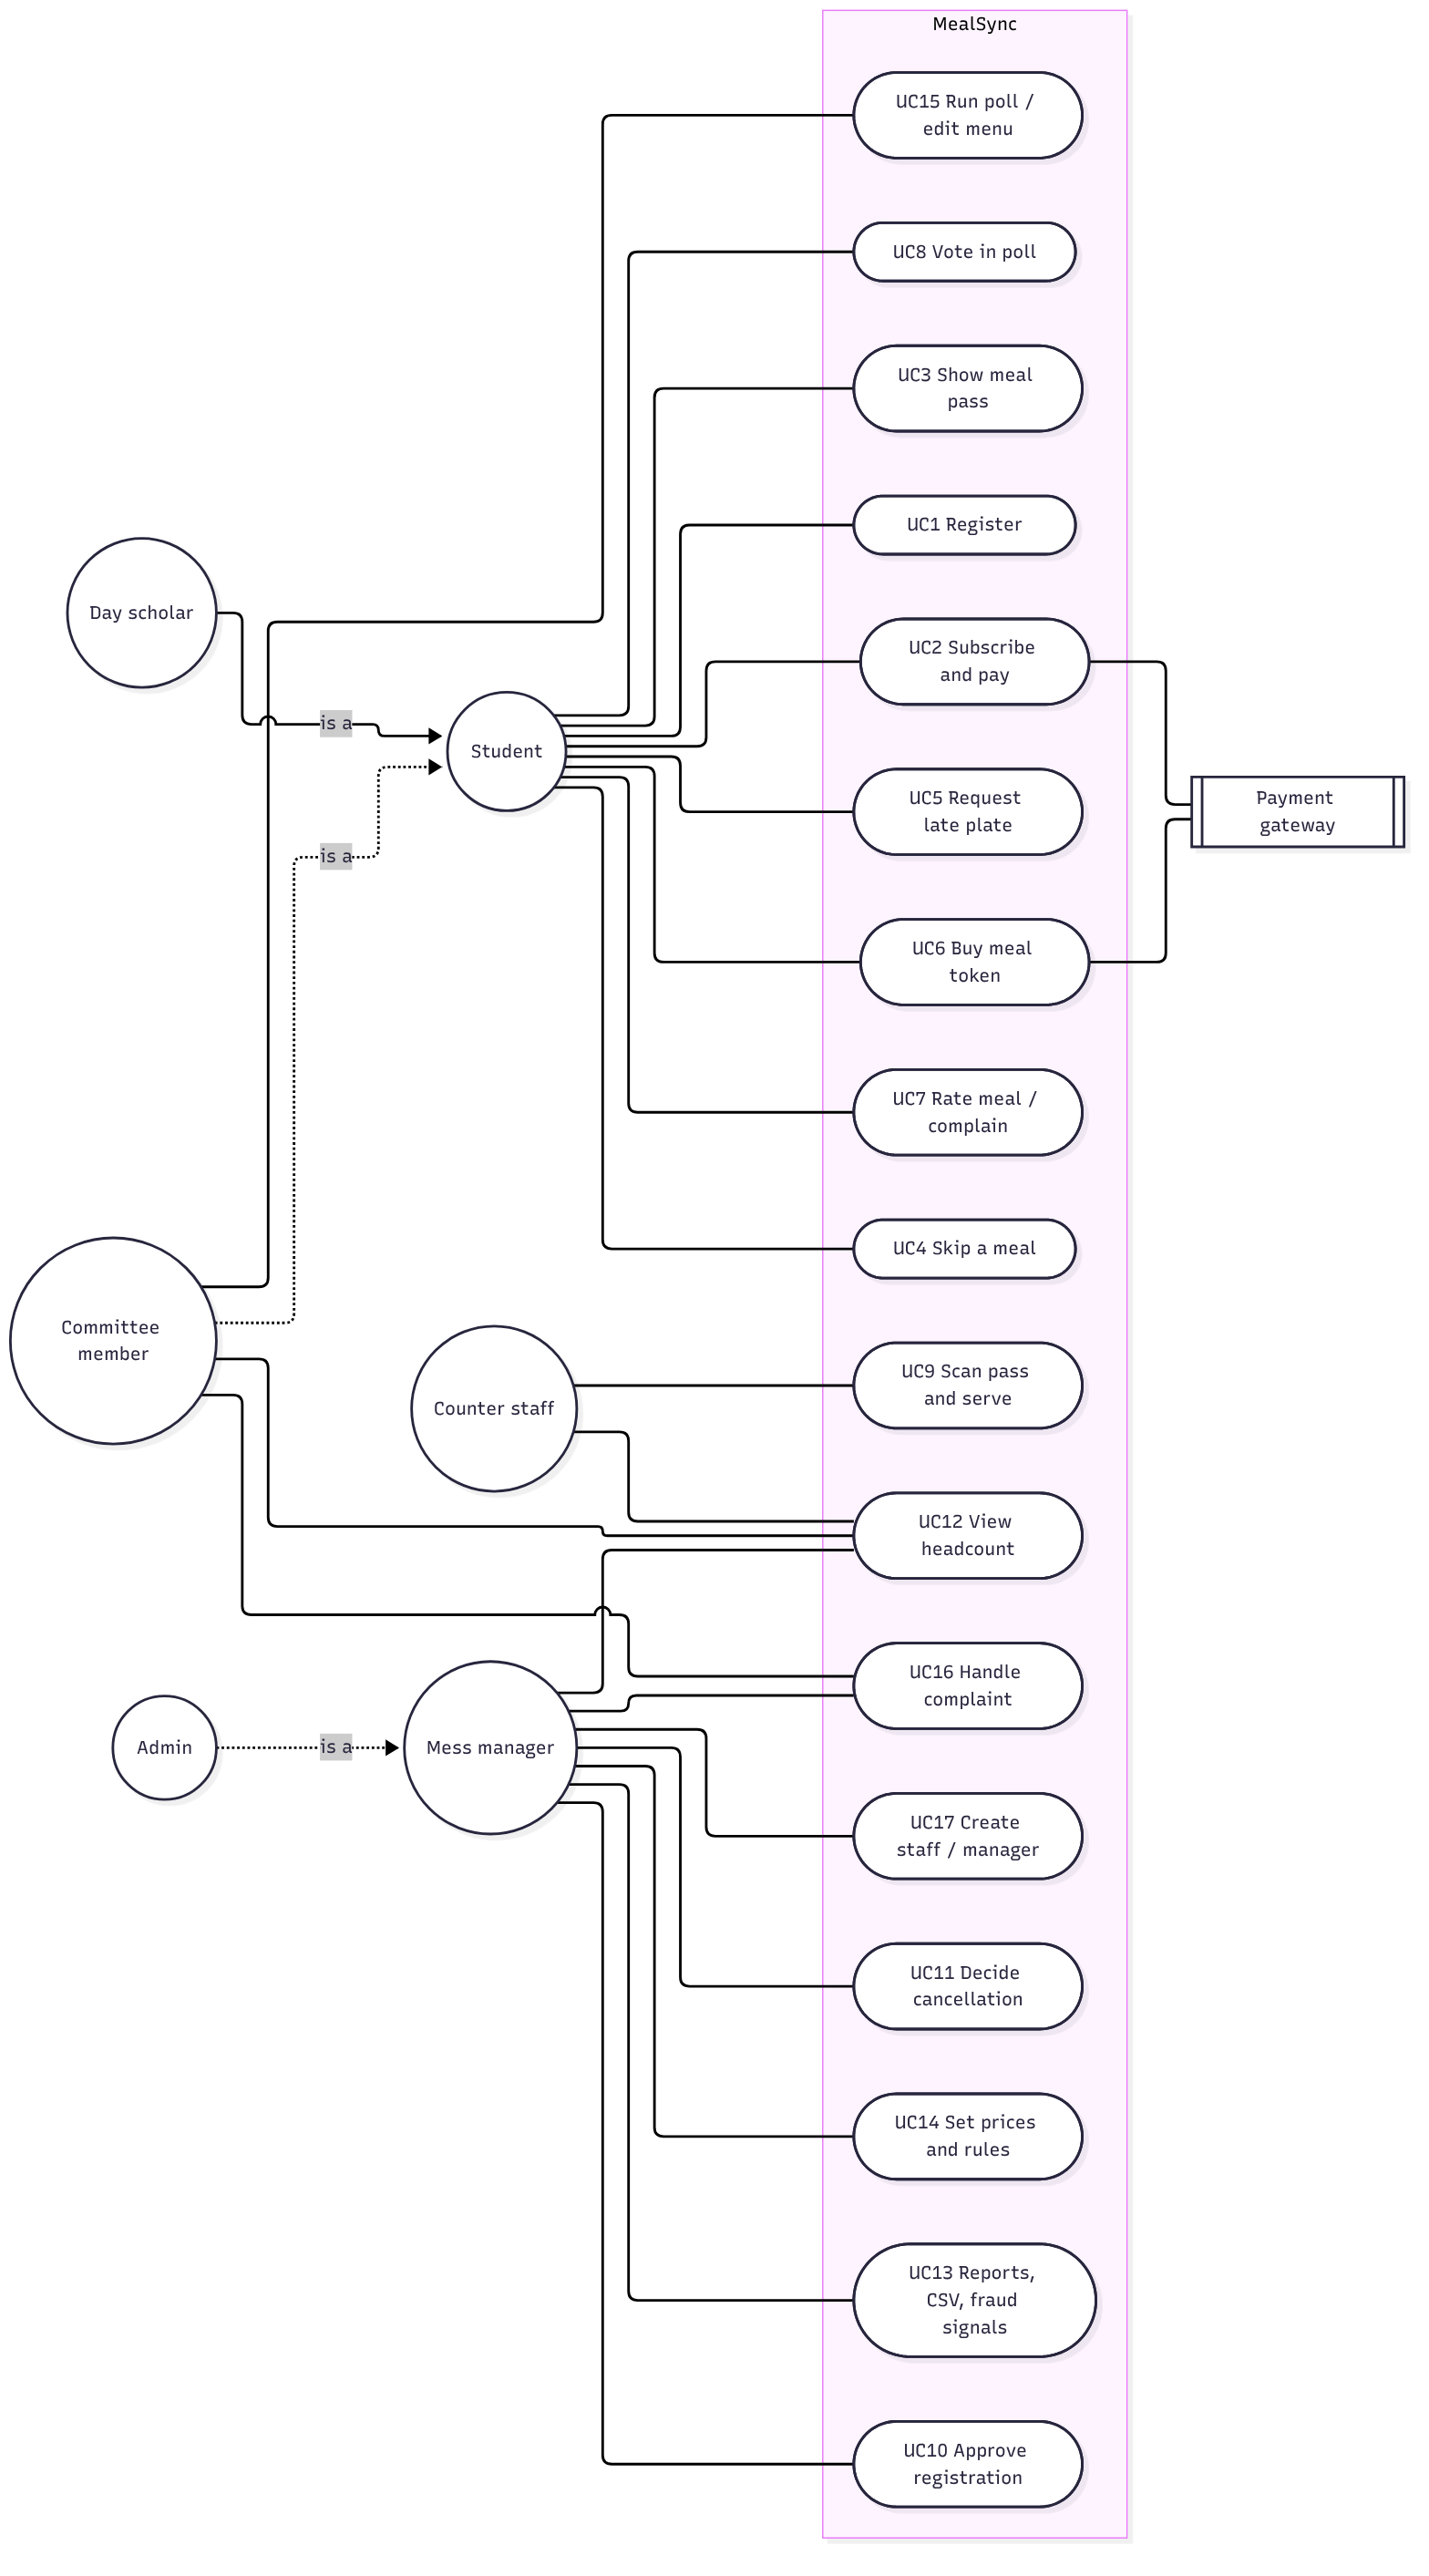 MealSync
UC15 Run poll /
edit menu
UC8 Vote in poll
UC3 Show meal
pass
UC1 Register
Day scholar
UC2 Subscribe
and pay
is a
Student
UC5 Request
late plate
Payment
gateway
is a
UC6 Buy meal
token
UC7 Rate meal /
complain
UC4 Skip a meal
Committee
member
Counter staff
UC9 Scan pass
and serve
UC12 View
headcount
UC16 Handle
complaint
Admin
is a
Mess manager
UC17 Create
staff / manager
UC11 Decide
cancellation
UC14 Set prices
and rules
UC13 Reports,
CSV, fraud
signals
UC10 Approve
registration